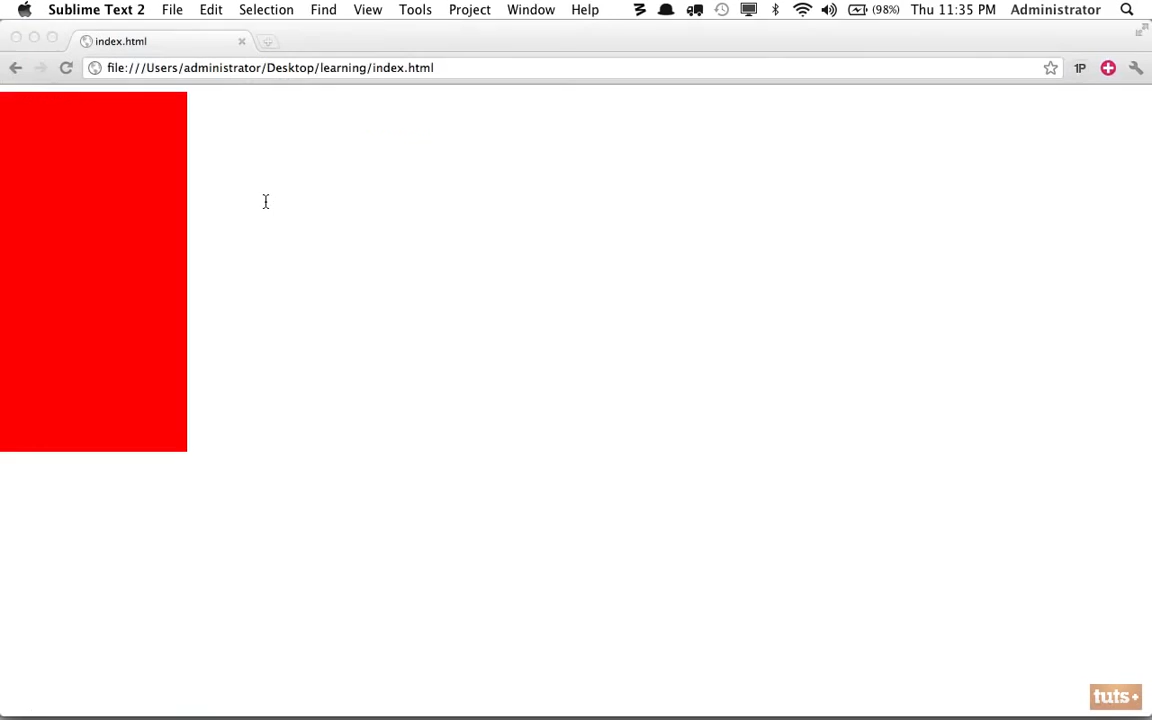 Sublime Text 2 File Edit Selection Find View Tools Project Window Help (98%) Thu 11:35 PM Administrator
index.html
file:///Users/administrator/Desktop/learning/index.html 1P
tuts+